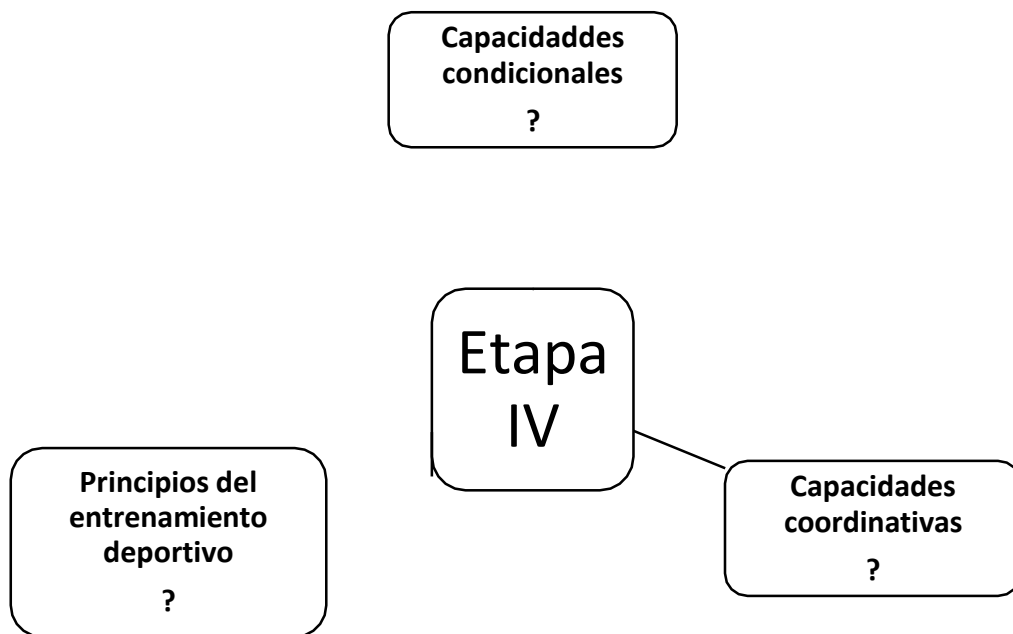 Capacidaddes
condicionales
?
Etapa
IV
Principios del
entrenamiento
deportivo
?
Capacidades
coordinativas
?